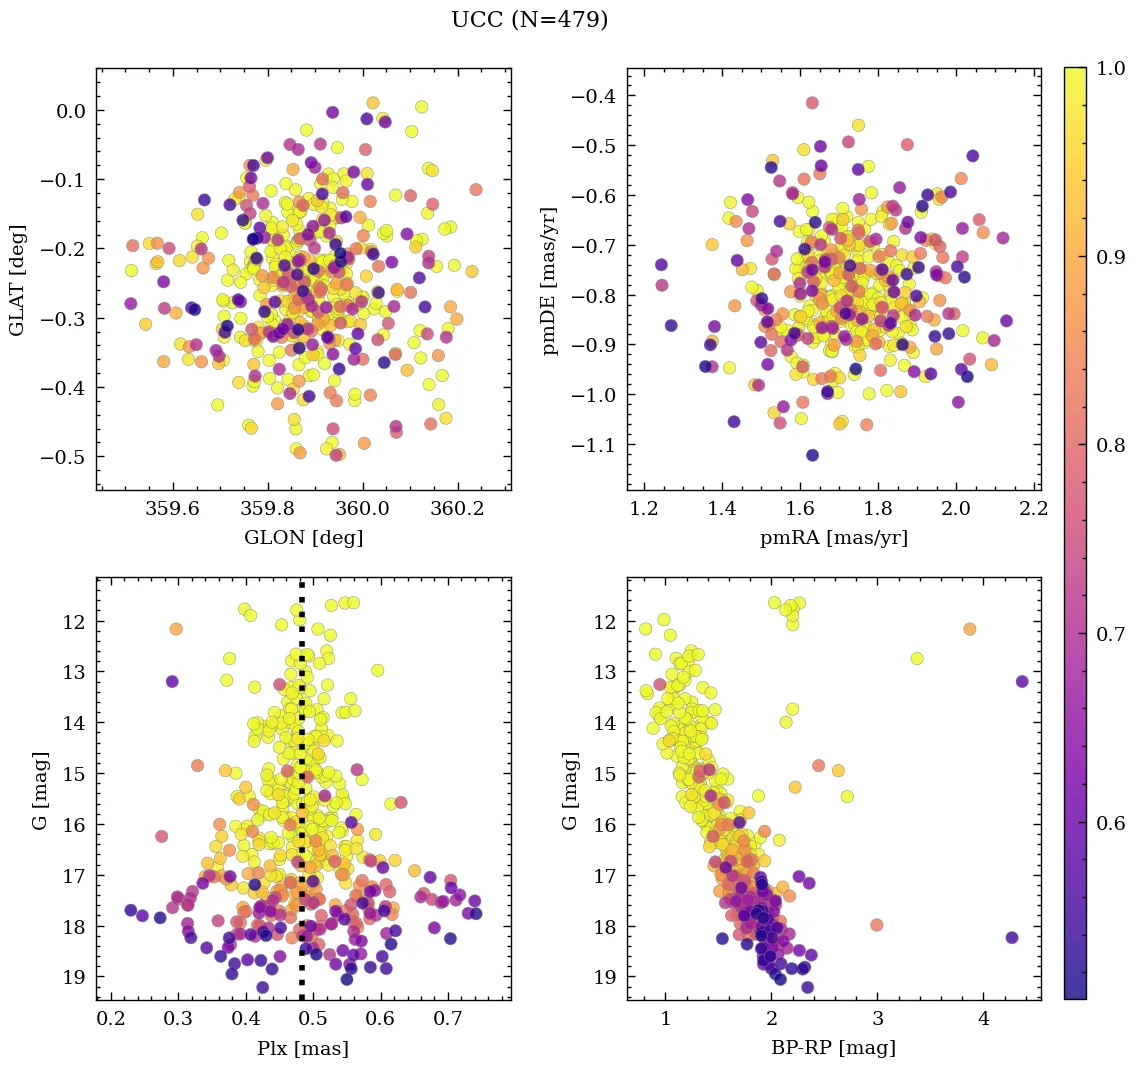 UCC (N=479)
0.0
−0.1
−0.2
−0.3
−0.4
−0.5
GLAT [deg]
359.6 359.8 360.0 360.2
GLON [deg]
−0.4
−0.5
−0.6
−0.7
−0.8
−0.9
−1.0
−1.1
pmDE [mas/yr]
1.2 1.4 1.6 1.8 2.0 2.2
pmRA [mas/yr]
12
13
14
15
16
17
18
19
G [mag]
0.2 0.3 0.4 0.5 0.6 0.7
Plx [mas]
12
13
14
15
16
17
18
19
G [mag]
1 2 3 4
BP-RP [mag]
1.0
0.9
0.8
0.7
0.6